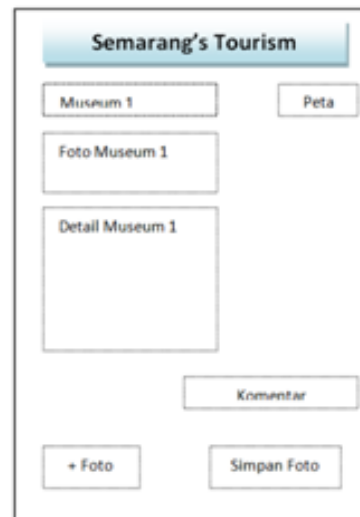 Semarang's Tourism
Museum 1
Peta
Foto Museum 1
Detail Museum 1
Komentar
+ Foto
Simpan Foto